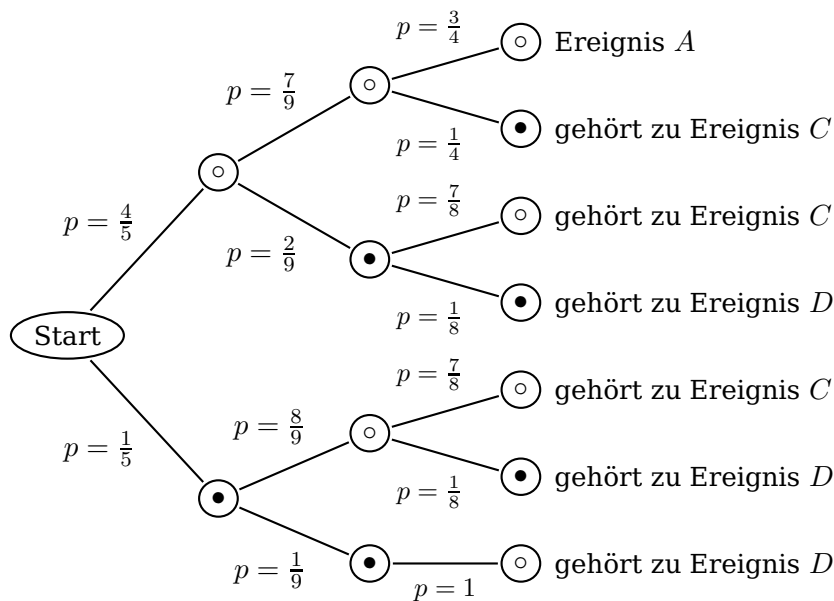 p = 3/4
Ereignis A
p = 7/9
p = 1/4
gehört zu Ereignis C
p = 4/5
p = 7/8
gehört zu Ereignis C
p = 2/9
p = 1/8
gehört zu Ereignis D
Start
p = 7/8
gehört zu Ereignis C
p = 8/9
p = 1/5
p = 1/8
gehört zu Ereignis D
p = 1/9
gehört zu Ereignis D
p = 1